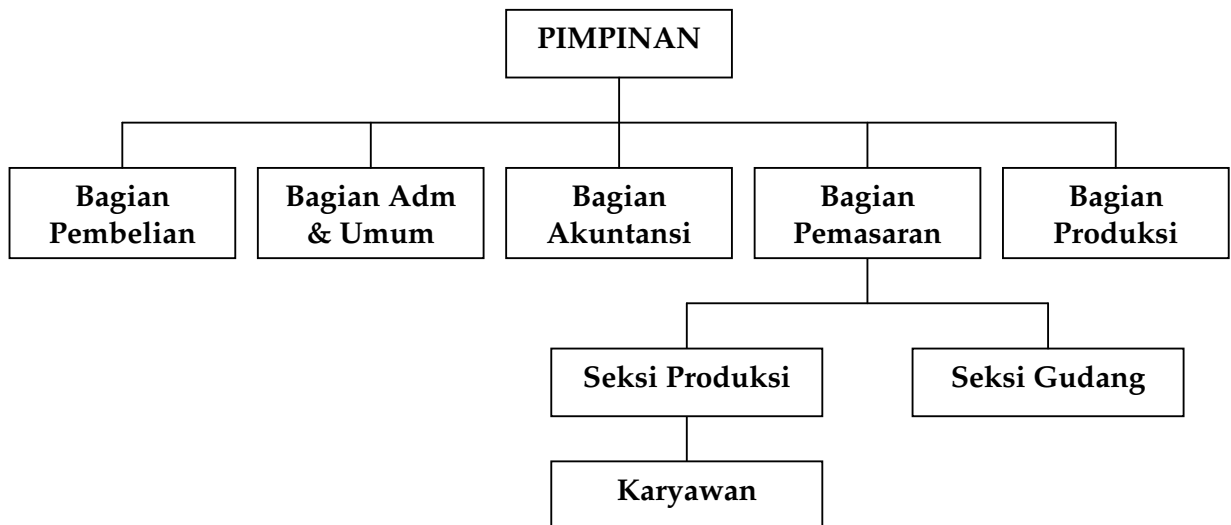 PIMPINAN
Bagian
Pembelian
Bagian Adm
& Umum
Bagian
Akuntansi
Bagian
Pemasaran
Bagian
Produksi
Seksi Produksi
Seksi Gudang
Karyawan